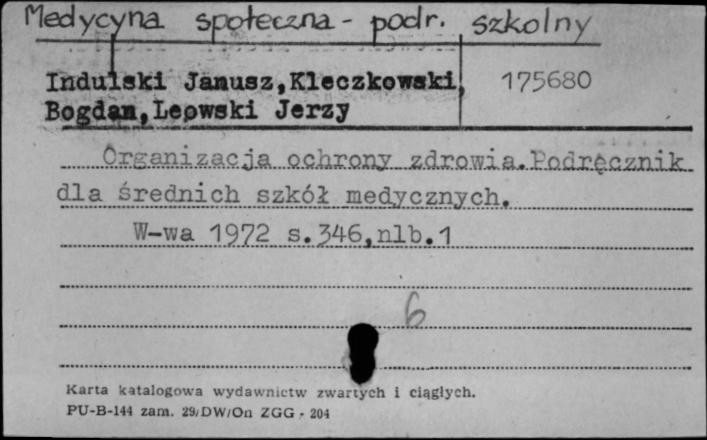 Medycyna społeczna - podr. szkolny
Indulski Janusz, Kleczkowski
175680
Bogdan, Leowski Jerzy
Organizacja ochrony zdrowia. Podręcznik
dla średnich szkół medycznych.
W-wa 1972 s. 346, nlb. 1
6
Karta katalogowa wydawnictw zwartych i ciągłych.
PU-B-144 zam. 29/DW/On ZGG - 204